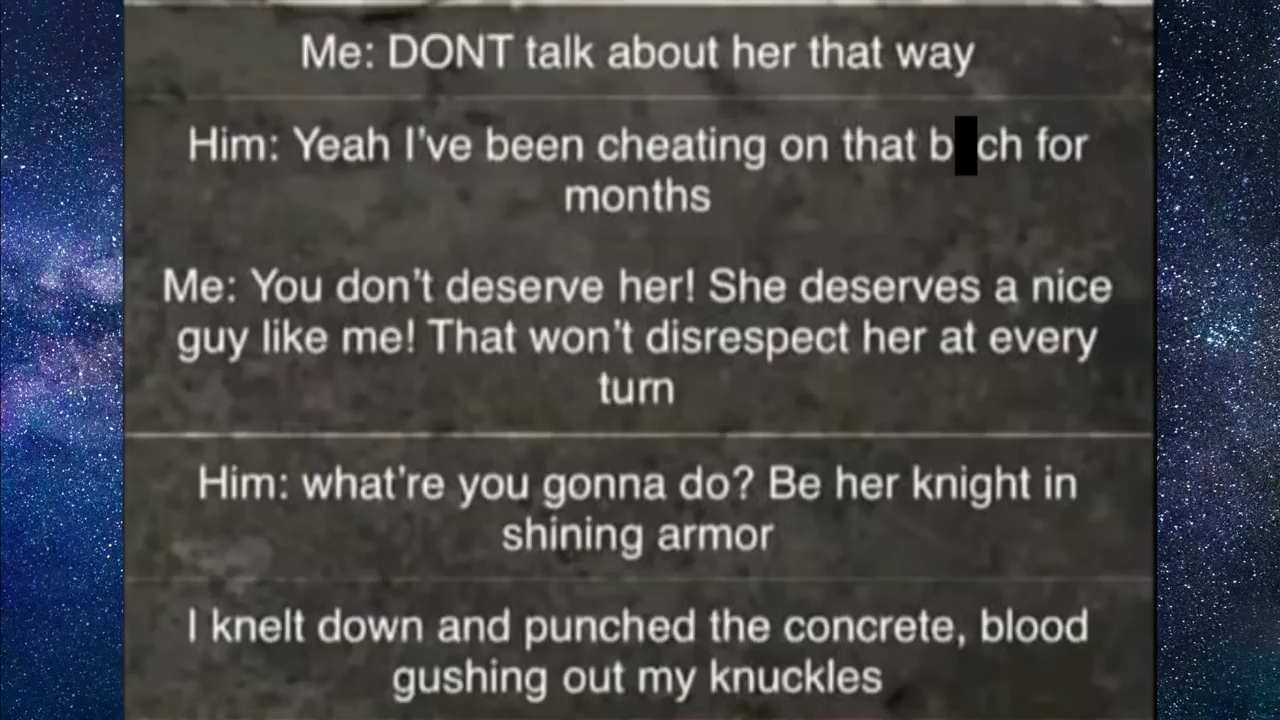 Me: DONT talk about her that way
Him: Yeah I've been cheating on that b ch for
months
Me: You don't deserve her! She deserves a nice
guy like me! That won't disrespect her at every
turn
Him: what're you gonna do? Be her knight in
shining armor
I knelt down and punched the concrete, blood
gushing out my knuckles